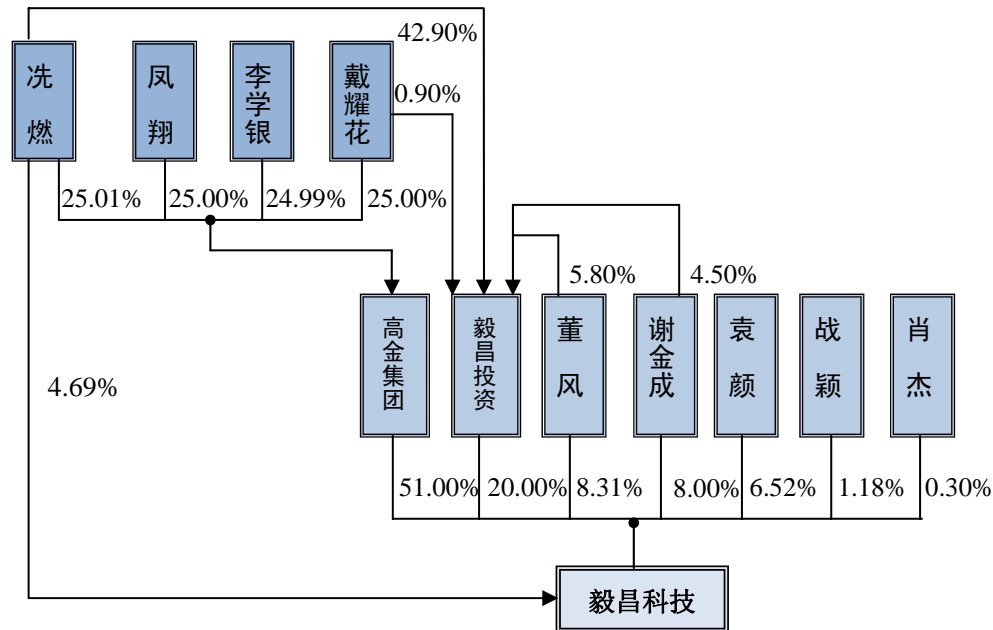 42.90%
冼燃
凤翔
李学银
戴耀花
0.90%
25.01%
25.00%
24.99%
25.00%
5.80%
4.50%
高金集团
毅昌投资
董风
谢金成
袁颜
战颖
肖杰
4.69%
51.00%
20.00%
8.31%
8.00%
6.52%
1.18%
0.30%
毅昌科技